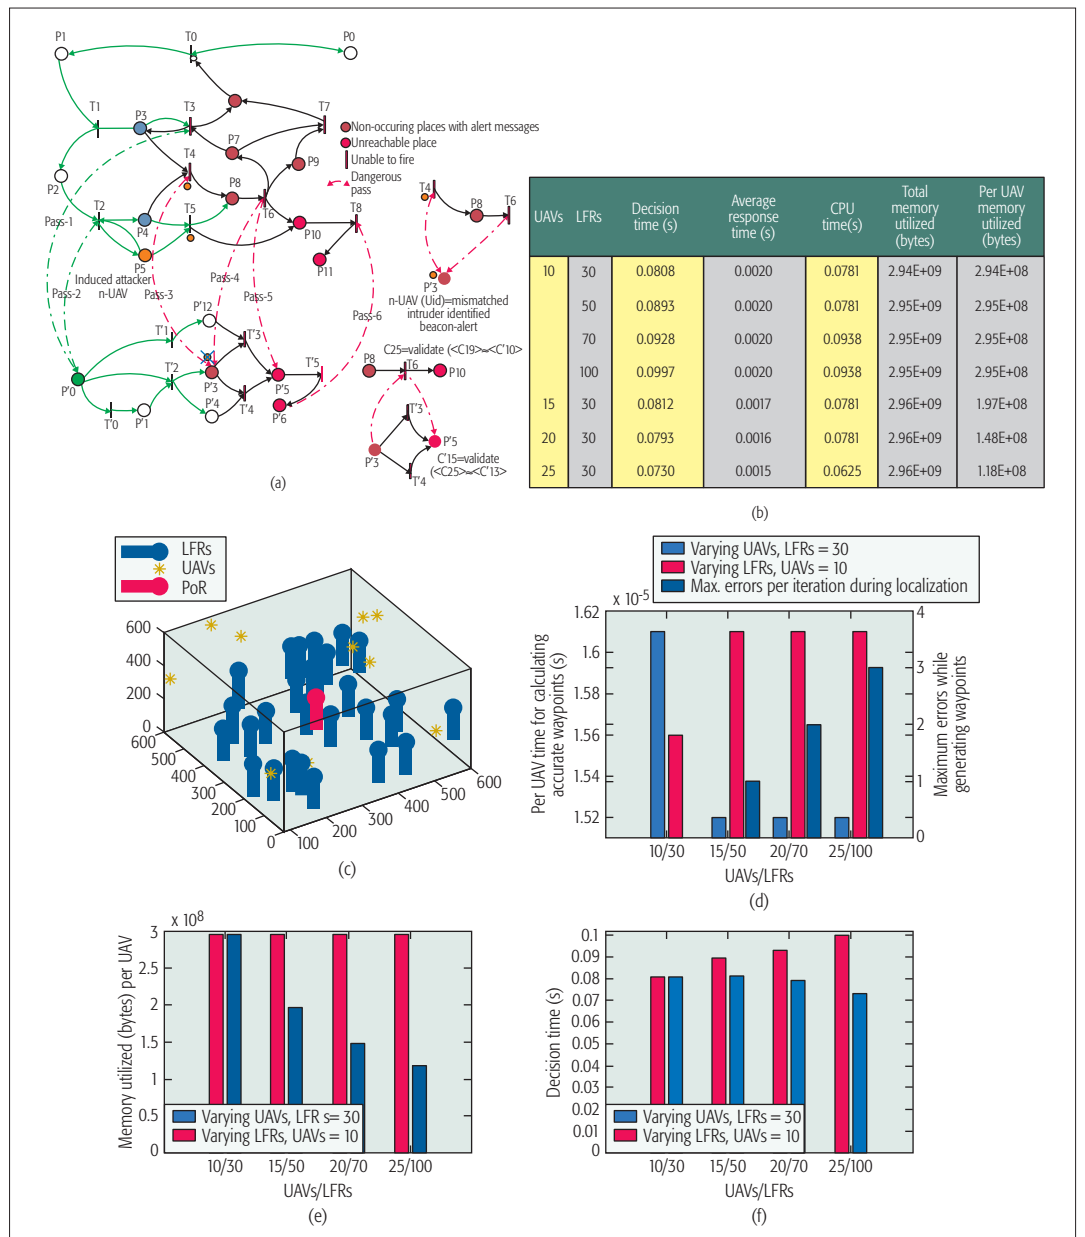 P1
T0
P0
T1
P3
T3
T7
P7
P9
T4
P2
P8
T6
T2
P4
T5
P10
T8
P5
P11
Pass-1
Pass-2
Induced attacker
n-UAV
Pass-3
Pass-4
Pass-5
Pass-6
P'12
T'1
T'3
T'2
P'3
P'5
T'5
P'0
T'0
P'1
P'4
T'4
P'6
Non-occuring places with alert messages
Unreachable place
Unable to fire
Dangerous
pass
T4
P8
T6
P'3
n-UAV (Uid)=mismatched
intruder identified
beacon-alert
C25=validate (<C19>≈<C'10>)
P8
T6
P10
T'3
P'5
P'3
T'4
C'15=validate
(<C25>≈<C'13>
(a)
UAVs LFRs Decision time (s) Average response time (s) CPU time(s) Total memory utilized (bytes) Per UAV memory utilized (bytes)
10 30 0.0808 0.0020 0.0781 2.94E+09 2.94E+08
50 0.0893 0.0020 0.0781 2.95E+09 2.95E+08
70 0.0928 0.0020 0.0938 2.95E+09 2.95E+08
100 0.0997 0.0020 0.0938 2.95E+09 2.95E+08
15 30 0.0812 0.0017 0.0781 2.96E+09 1.97E+08
20 30 0.0793 0.0016 0.0781 2.96E+09 1.48E+08
25 30 0.0730 0.0015 0.0625 2.96E+09 1.18E+08
(b)
LFRs
UAVs
PoR
600
400
200
0
600
500
400
300
200
100
0
100
200
300
400
500
600
(c)
Varying UAVs, LFRs = 30
Varying LFRs, UAVs = 10
Max. errors per iteration during localization
x 10-5
1.62
1.6
1.58
1.56
1.54
1.52
Per UAV time for calculating
accurate waypoints (s)
4
3
2
1
0
Maximum errors while
generating waypoints
10/30 15/50 20/70 25/100
UAVs/LFRs
(d)
x 10^8
3
2.5
2
1.5
1
0.5
0
Memory utilized (bytes) per UAV
Varying UAVs, LFR s= 30
Varying LFRs, UAVs = 10
10/30 15/50 20/70 25/100
UAVs/LFRs
(e)
0.1
0.09
0.08
0.07
0.06
0.05
0.04
0.03
0.02
0.01
0
Decision time (s)
Varying UAVs, LFRs = 30
Varying LFRs, UAVs = 10
10/30 15/50 20/70 25/100
UAVs/LFRs
(f)